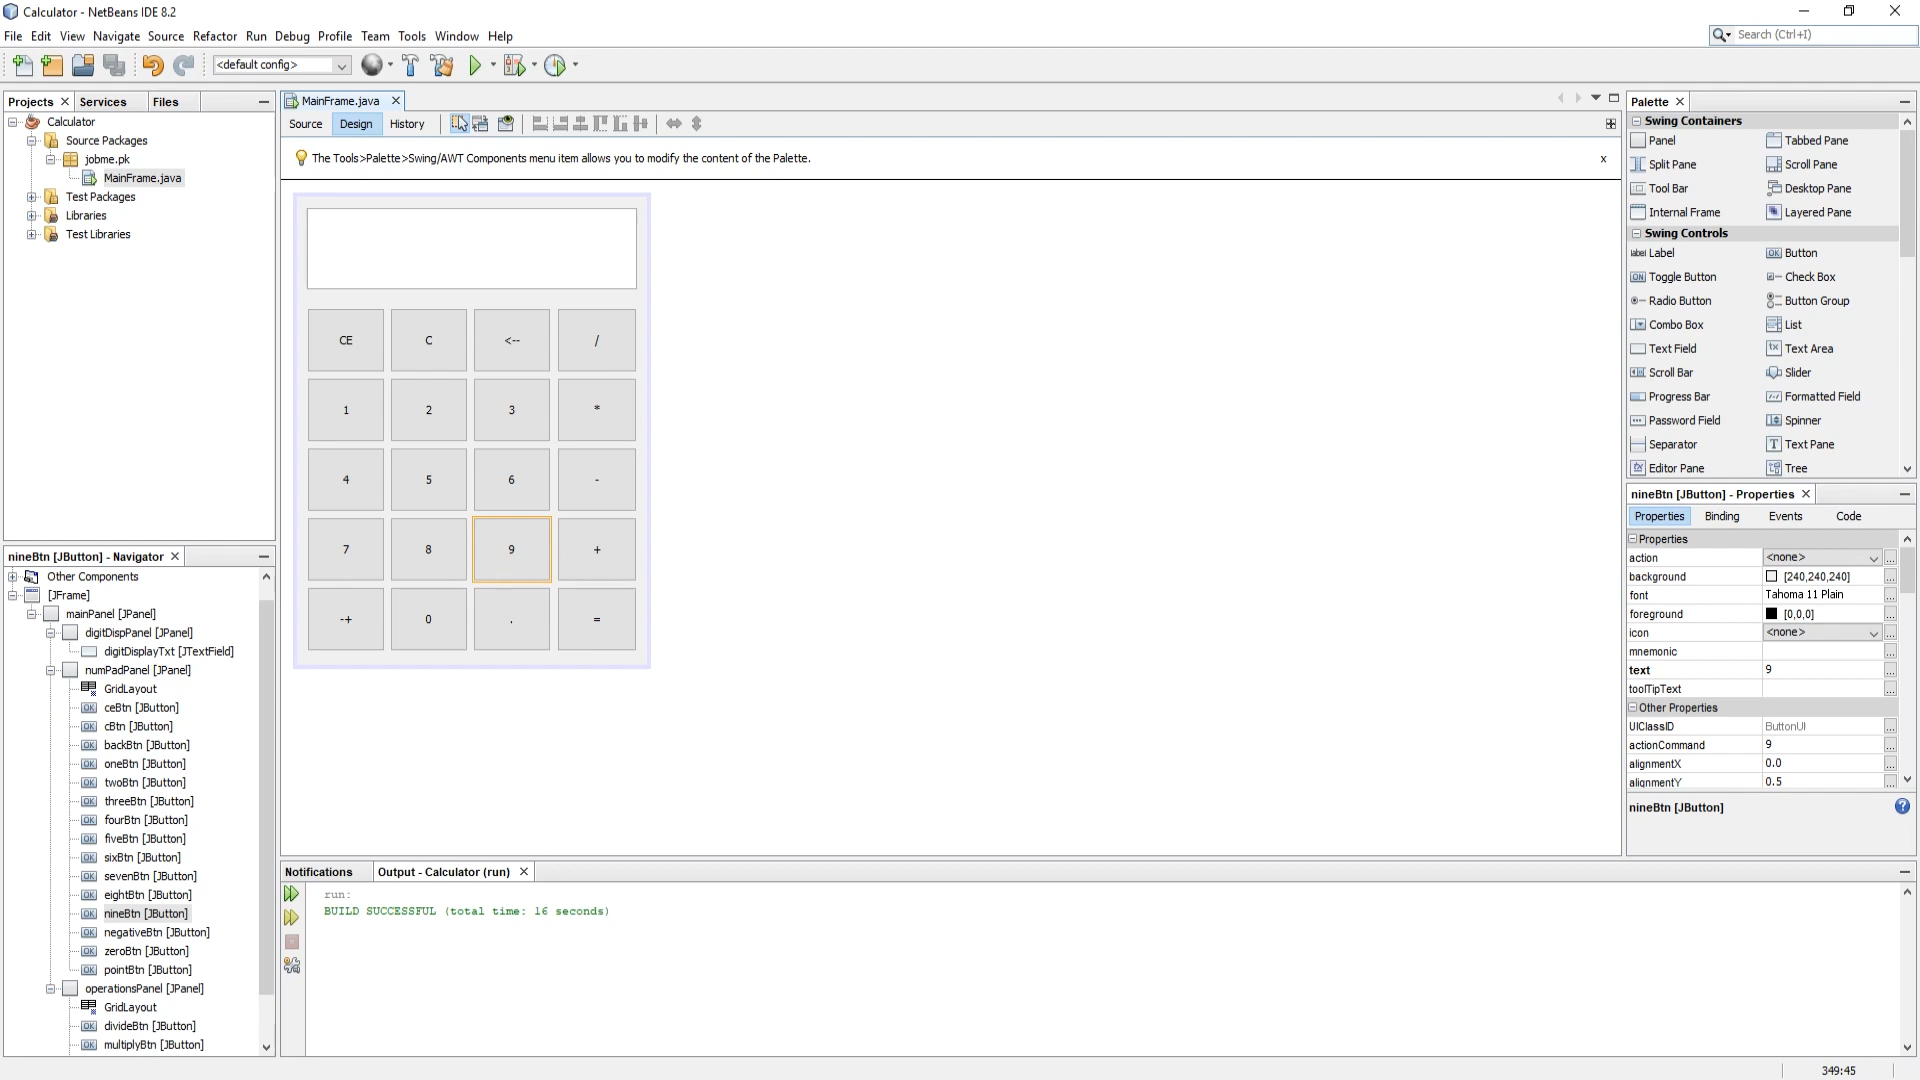 Calculator - NetBeans IDE 8.2
File Edit View Navigate Source Refactor Run Debug Profile Team Tools Window Help
Search (Ctrl+I)
<default config>
Projects Services Files
Calculator
Source Packages
jobme.pk
MainFrame.java
Test Packages
Libraries
Test Libraries
nineBtn [JButton] - Navigator
Other Components
[JFrame]
mainPanel [JPanel]
digitDispPanel [JPanel]
digitDisplayTxt [JTextField]
numPadPanel [JPanel]
GridLayout
ceBtn [JButton]
cBtn [JButton]
backBtn [JButton]
oneBtn [JButton]
twoBtn [JButton]
threeBtn [JButton]
fourBtn [JButton]
fiveBtn [JButton]
sixBtn [JButton]
sevenBtn [JButton]
eightBtn [JButton]
nineBtn [JButton]
negativeBtn [JButton]
zeroBtn [JButton]
pointBtn [JButton]
operationsPanel [JPanel]
GridLayout
divideBtn [JButton]
multiplyBtn [JButton]
MainFrame.java
Source Design History
The Tools>Palette>Swing/AWT Components menu item allows you to modify the content of the Palette. x
CE C <-- /
1 2 3 *
4 5 6 -
7 8 9 +
-+ 0 . =
Notifications Output - Calculator (run)
run:
BUILD SUCCESSFUL (total time: 16 seconds)
Palette
Swing Containers
Panel Tabbed Pane
Split Pane Scroll Pane
Tool Bar Desktop Pane
Internal Frame Layered Pane
Swing Controls
label Label OK Button
ON Toggle Button Check Box
Radio Button Button Group
Combo Box List
Text Field Text Area
Scroll Bar Slider
Progress Bar Formatted Field
Password Field Spinner
Separator Text Pane
Editor Pane Tree
nineBtn [JButton] - Properties
Properties Binding Events Code
Properties
action <none> ...
background [240,240,240] ...
font Tahoma 11 Plain ...
foreground [0,0,0] ...
icon <none> ...
mnemonic ...
text 9 ...
toolTipText ...
Other Properties
UIClassID ButtonUI ...
actionCommand 9 ...
alignmentX 0.0 ...
alignmentY 0.5 ...
nineBtn [JButton]
349:45